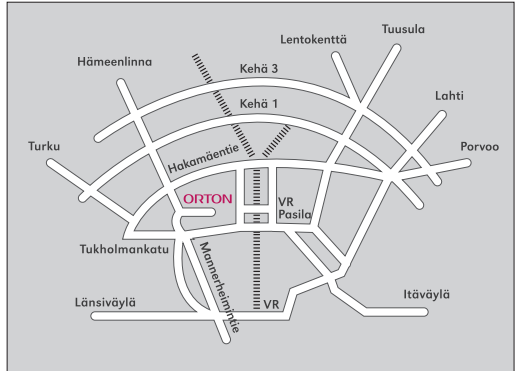 Tuusula
Lentokenttä
Hämeenlinna
Kehä 3
Lahti
Kehä 1
Turku
Porvoo
Hakamäentie
ORTON
VR
Pasila
Tukholmankatu
Mannerheimintie
Itäväylä
Länsiväylä
VR